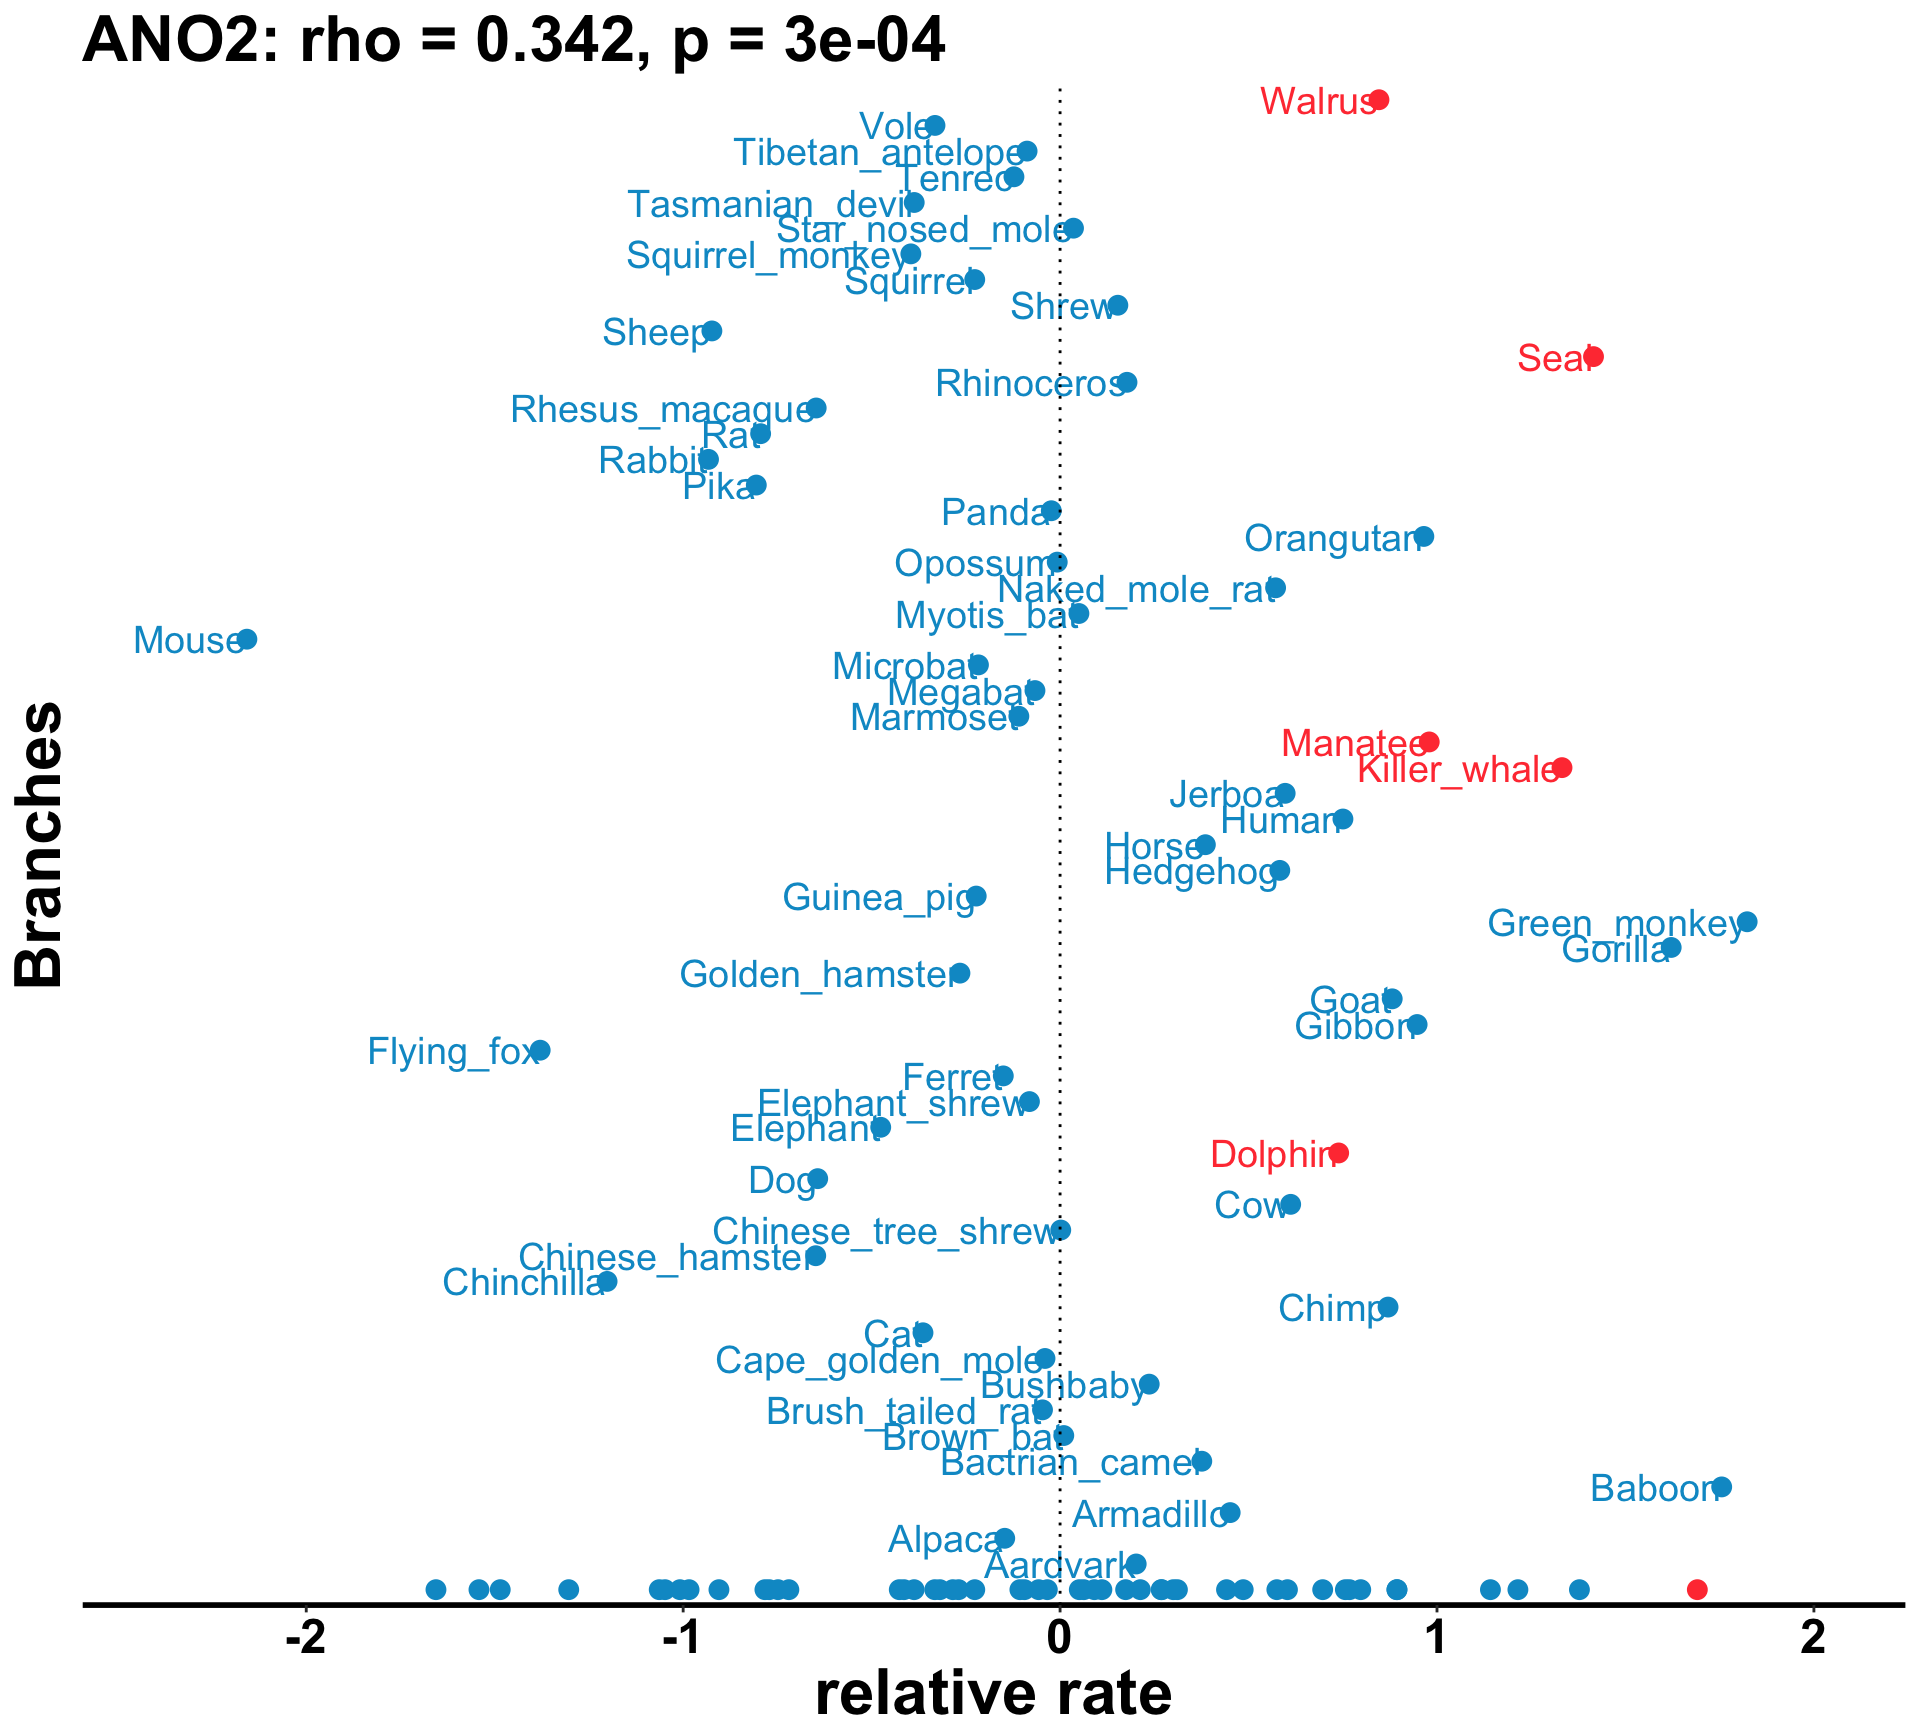 ANO2: rho = 0.342, p = 3e-04
Walrus
Vole
Tibetan_antelope
Tenrec
Tasmanian_devil
Star_nosed_mole
Squirrel_monkey
Squirrel
Shrew
Sheep
Seal
Rhinoceros
Rhesus_macaque
Rat
Rabbit
Pika
Panda
Orangutan
Opossum
Naked_mole_rat
Myotis_bat
Mouse
Microbat
Megabat
Marmoset
Manatee
Killer_whale
Jerboa
Human
Horse
Hedgehog
Guinea_pig
Green_monkey
Gorilla
Golden_hamster
Goat
Gibbon
Flying_fox
Ferret
Elephant_shrew
Elephant
Dolphin
Dog
Cow
Chinese_tree_shrew
Chinese_hamster
Chinchilla
Chimp
Cat
Cape_golden_mole
Bushbaby
Brush_tailed_rat
Brown_bat
Bactrian_camel
Baboon
Armadillo
Alpaca
Aardvark
Branches
-2 -1 0 1 2
relative rate